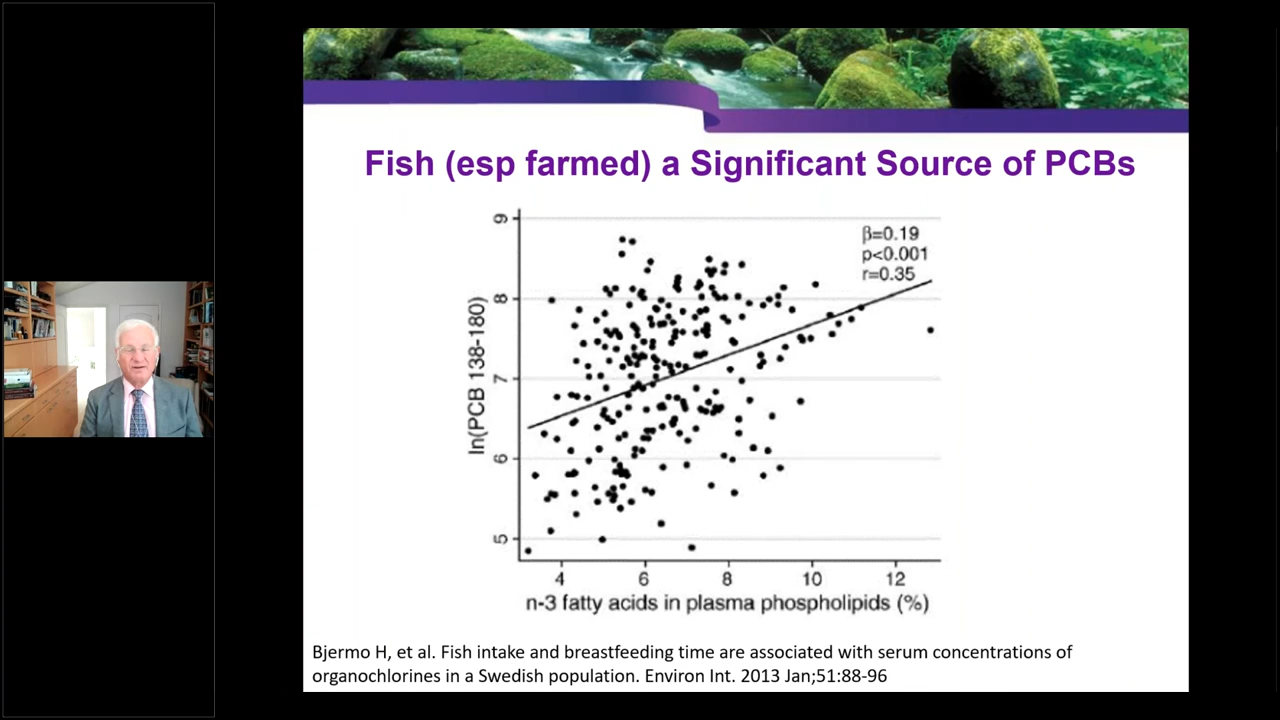 Fish (esp farmed) a Significant Source of PCBs
β=0.19
p<0.001
r=0.35
ln(PCB 138-180)
9
8
7
6
5
4 6 8 10 12
n-3 fatty acids in plasma phospholipids (%)
Bjermo H, et al. Fish intake and breastfeeding time are associated with serum concentrations of
organochlorines in a Swedish population. Environ Int. 2013 Jan;51:88-96